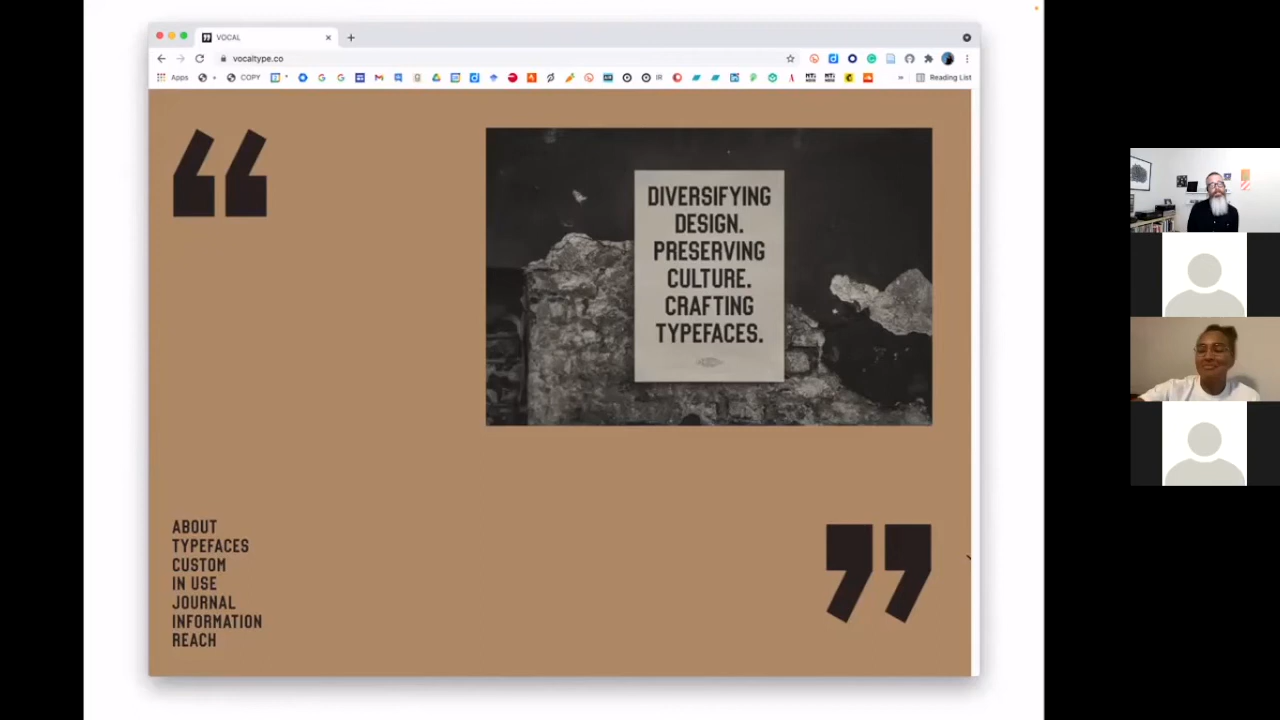 VOCAL
vocaltype.co
Apps
COPY
IR
Reading List
“
DIVERSIFYING
DESIGN.
PRESERVING
CULTURE.
CRAFTING
TYPEFACES.
ABOUT
TYPEFACES
CUSTOM
IN USE
JOURNAL
INFORMATION
REACH
”